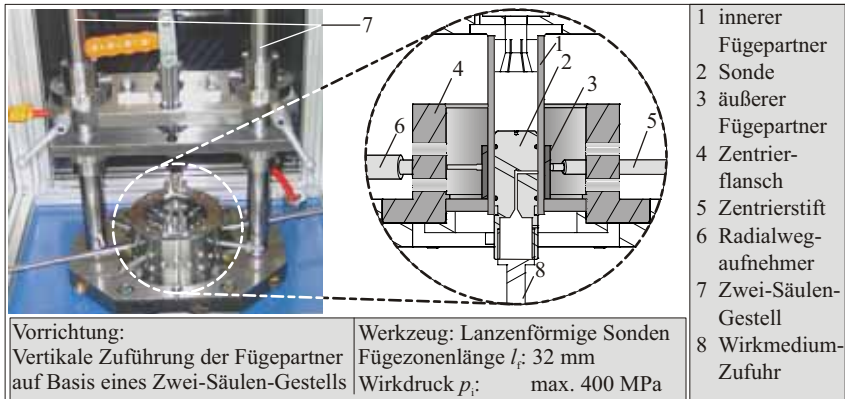 7
1
2
3
4
5
6
8
1 innerer
Fügepartner
2 Sonde
3 äußerer
Fügepartner
4 Zentrier-
flansch
5 Zentrierstift
6 Radialweg-
aufnehmer
7 Zwei-Säulen-
Gestell
8 Wirkmedium-
Zufuhr
Vorrichtung:
Vertikale Zuführung der Fügepartner
auf Basis eines Zwei-Säulen-Gestells
Werkzeug: Lanzenförmige Sonden
Fügezonenlänge lf: 32 mm
Wirkdruck pi: max. 400 MPa